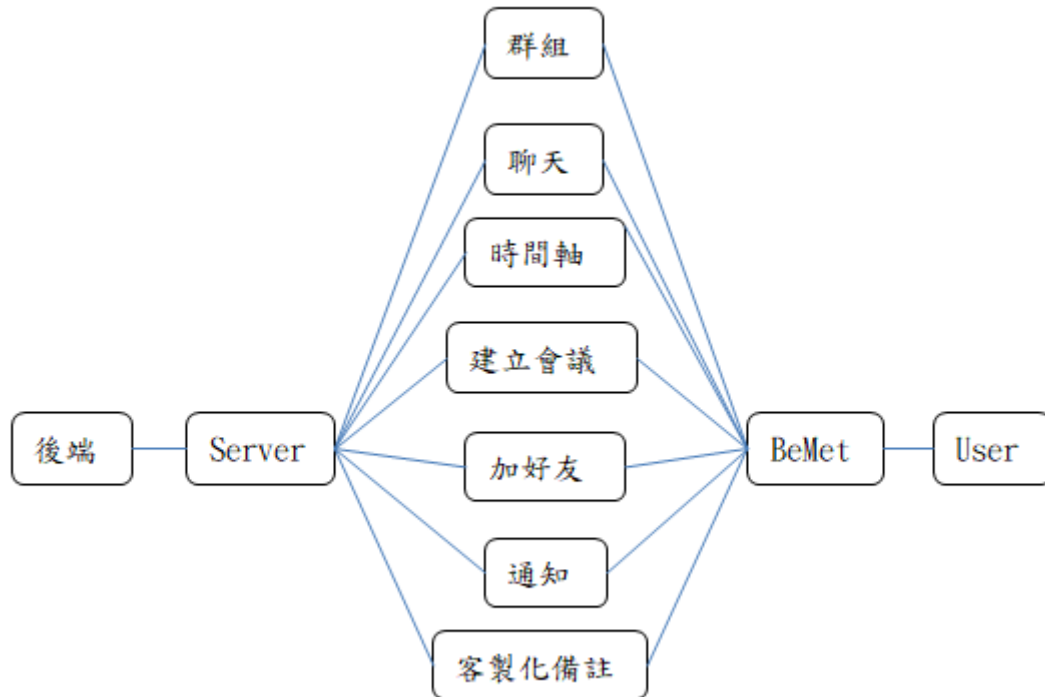 群組
聊天
時間軸
建立會議
後端
Server
BeMet
User
加好友
通知
客製化備註